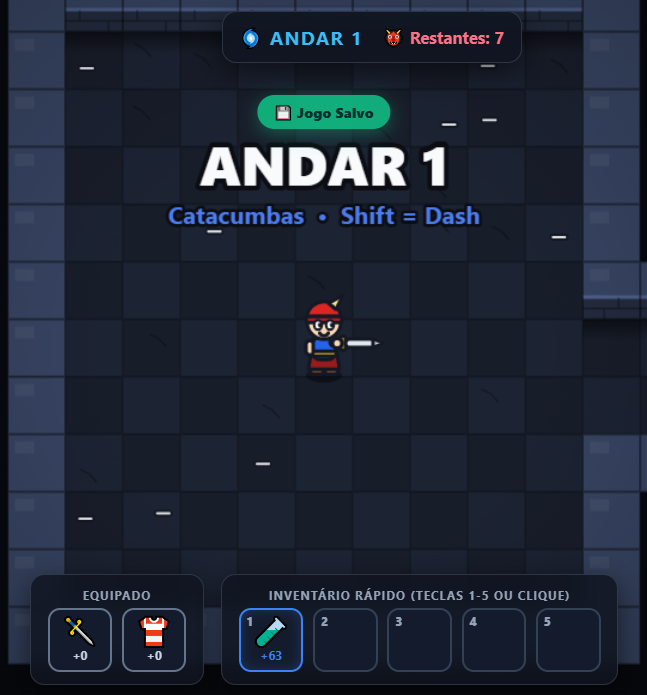 ANDAR 1 Restantes: 7
Jogo Salvo
ANDAR 1
Catacumbas • Shift = Dash
EQUIPADO
+0 +0
INVENTÁRIO RÁPIDO (TECLAS 1-5 OU CLIQUE)
1 2 3 4 5
+63